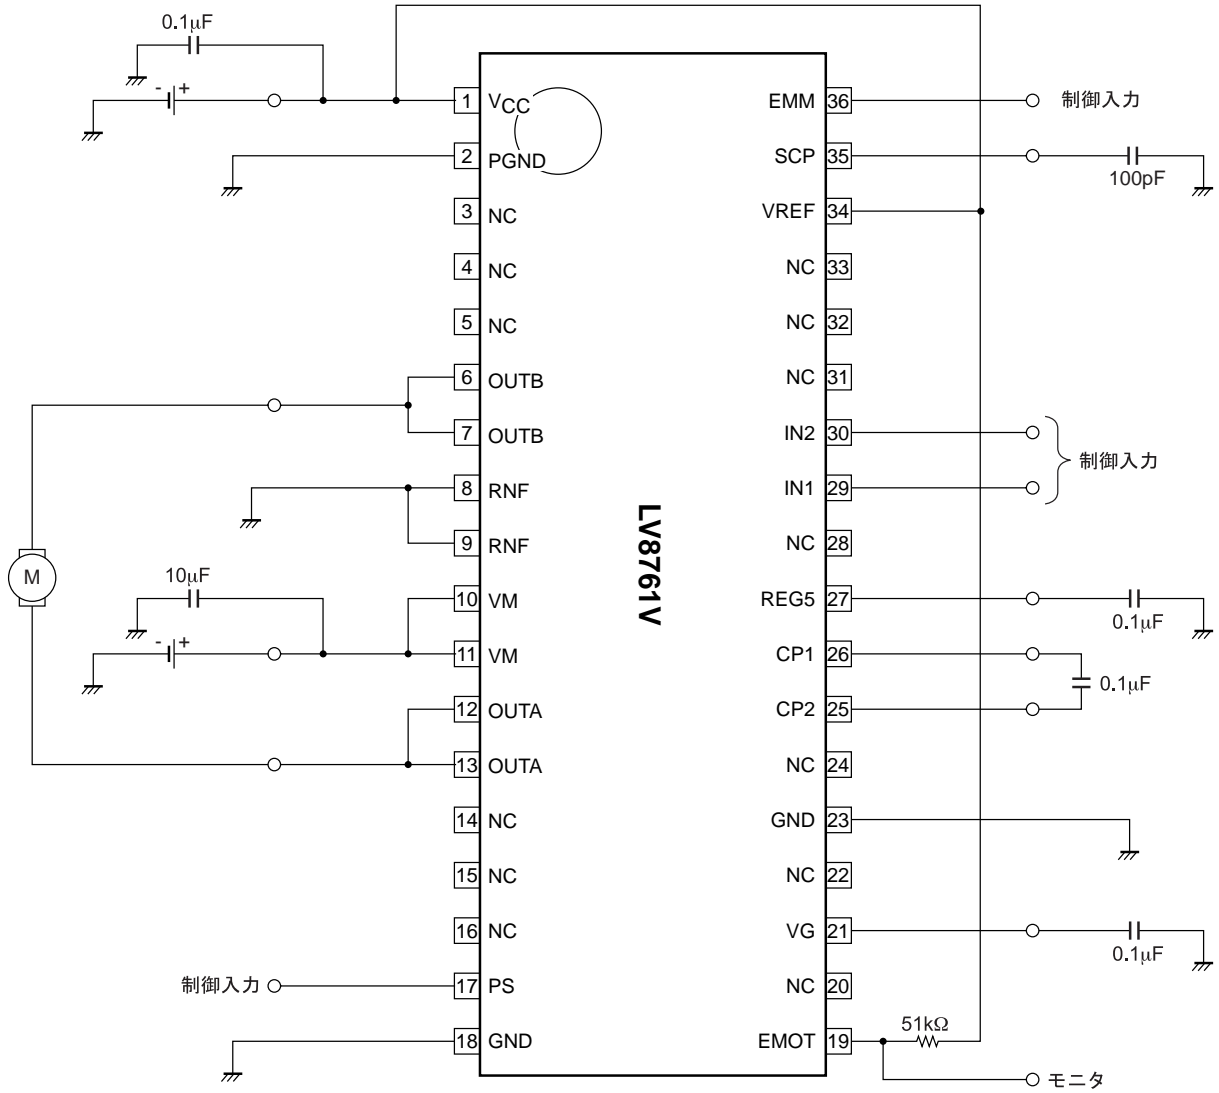 0.1μF
- +
1 VCC
2 PGND
3 NC
4 NC
5 NC
6 OUTB
7 OUTB
8 RNF
9 RNF
M
10μF
- +
10 VM
11 VM
12 OUTA
13 OUTA
14 NC
15 NC
16 NC
制御入力
17 PS
18 GND
LV8761V
EMM 36
制御入力
SCP 35
100pF
VREF 34
NC 33
NC 32
NC 31
IN2 30
制御入力
IN1 29
NC 28
REG5 27
0.1μF
CP1 26
0.1μF
CP2 25
NC 24
GND 23
NC 22
VG 21
0.1μF
NC 20
51kΩ
EMOT 19
モニタ